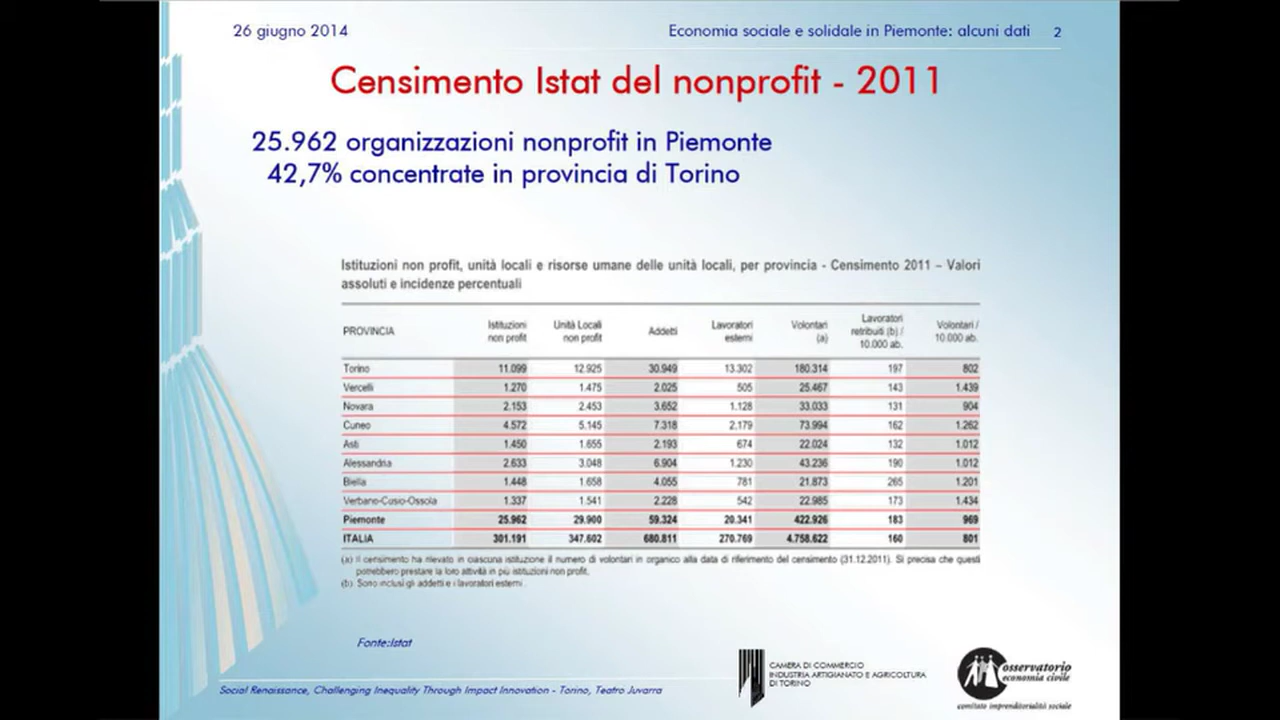 26 giugno 2014
Economia sociale e solidale in Piemonte: alcuni dati 2
Censimento Istat del nonprofit - 2011
25.962 organizzazioni nonprofit in Piemonte
42,7% concentrate in provincia di Torino
Istituzioni non profit, unità locali e risorse umane delle unità locali, per provincia - Censimento 2011 – Valori
assoluti e incidenze percentuali
PROVINCIA Istituzioni non profit Unità Locali non profit Addetti Lavoratori esterni Volontari (a) Lavoratori retribuiti (b) / 10.000 ab. Volontari / 10.000 ab.
Torino 11.099 12.925 30.949 13.302 180.314 197 802
Vercelli 1.270 1.475 2.025 505 25.467 143 1.439
Novara 2.153 2.453 3.652 1.128 33.033 131 904
Cuneo 4.572 5.145 7.318 2.179 73.994 162 1.262
Asti 1.450 1.655 2.193 674 22.024 132 1.012
Alessandria 2.633 3.048 6.904 1.230 43.236 190 1.012
Biella 1.448 1.658 4.055 781 21.873 265 1.201
Verbano-Cusio-Ossola 1.337 1.541 2.228 542 22.985 173 1.434
Piemonte 25.962 29.900 59.324 20.341 422.926 183 969
ITALIA 301.191 347.602 680.811 270.769 4.758.622 160 801
(a) Il censimento ha rilevato in ciascuna istituzione il numero di volontari in organico alla data di riferimento del censimento (31.12.2011). Si precisa che questi
potrebbero prestare la loro attività in più istituzioni non profit.
(b) Sono inclusi gli addetti e i lavoratori esterni.
Fonte:Istat
CAMERA DI COMMERCIO
INDUSTRIA ARTIGIANATO E AGRICOLTURA
DI TORINO
osservatorio
economia civile
comitato imprenditorialità sociale
Social Renaissance, Challenging Inequality Through Impact Innovation - Torino, Teatro Juvarra